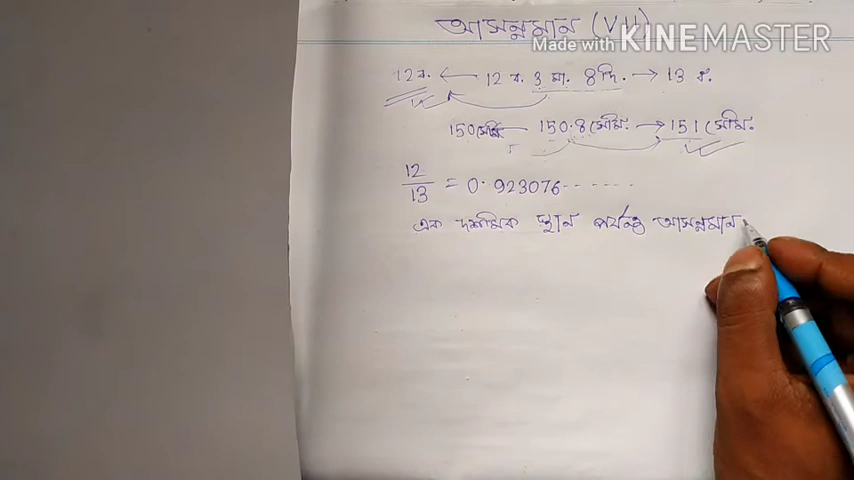 আসন্নমান (VII)
Made with KINEMASTER
12 ব. ← 12 ব. 3 মা. 8 দি. → 13 ব.
150 সেমি ← 150.8 সেমি. → 151 সেমি.
5
12/13 = 0.923076.......
এক দশমিক স্থান পর্যন্ত আসন্নমান